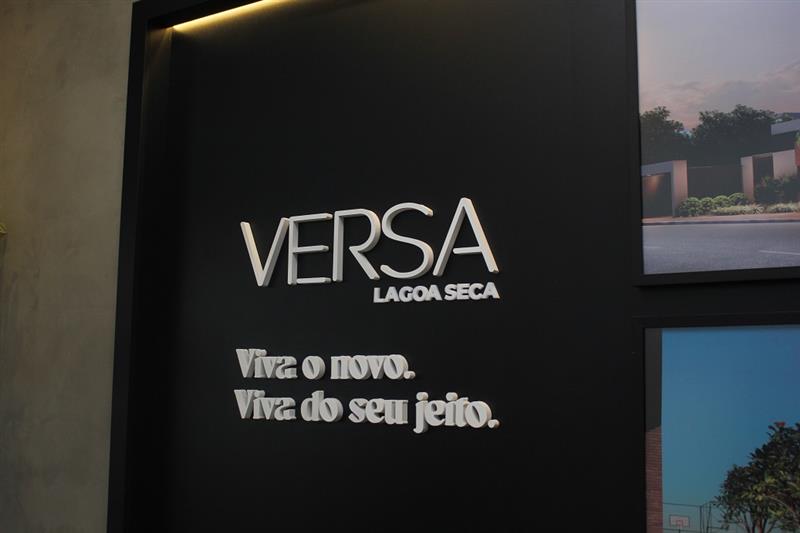 VERSA
LAGOA SECA
Viva o novo.
Viva do seu jeito.